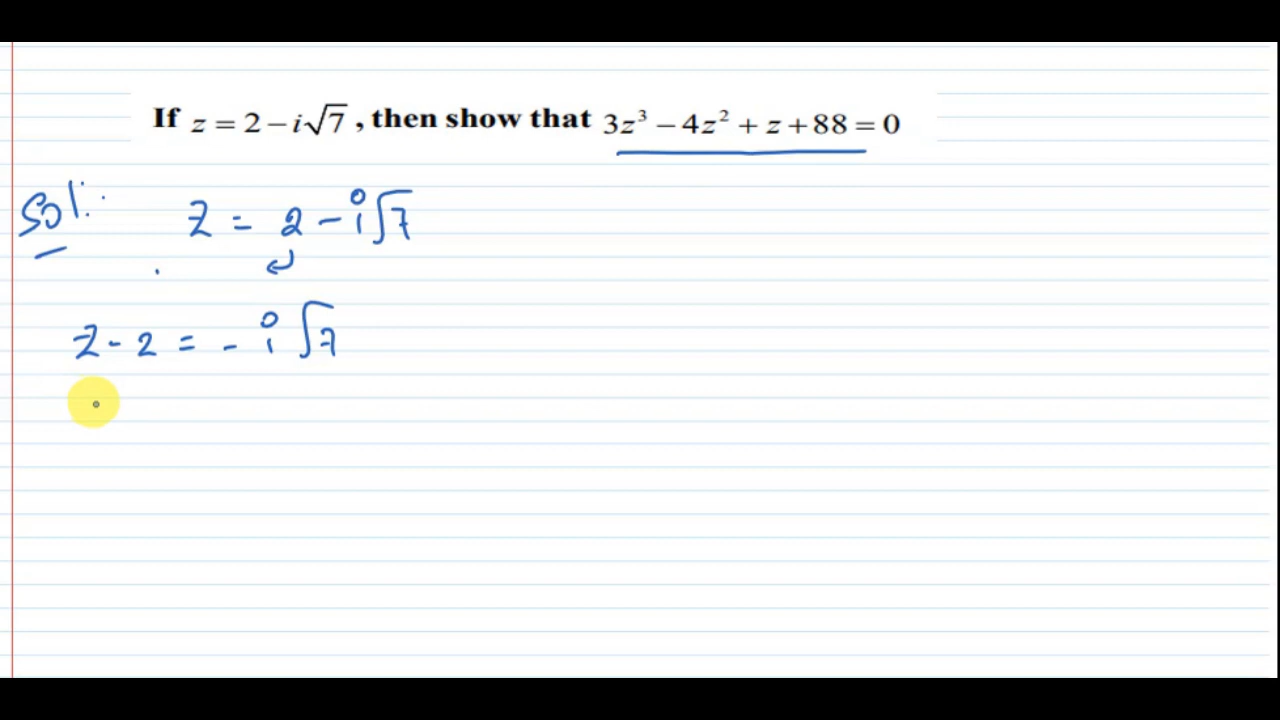 If z = 2 − i√7 , then show that 3z³ − 4z² + z + 88 = 0
Sol:
z = 2 - i√7
z - 2 = - i √7